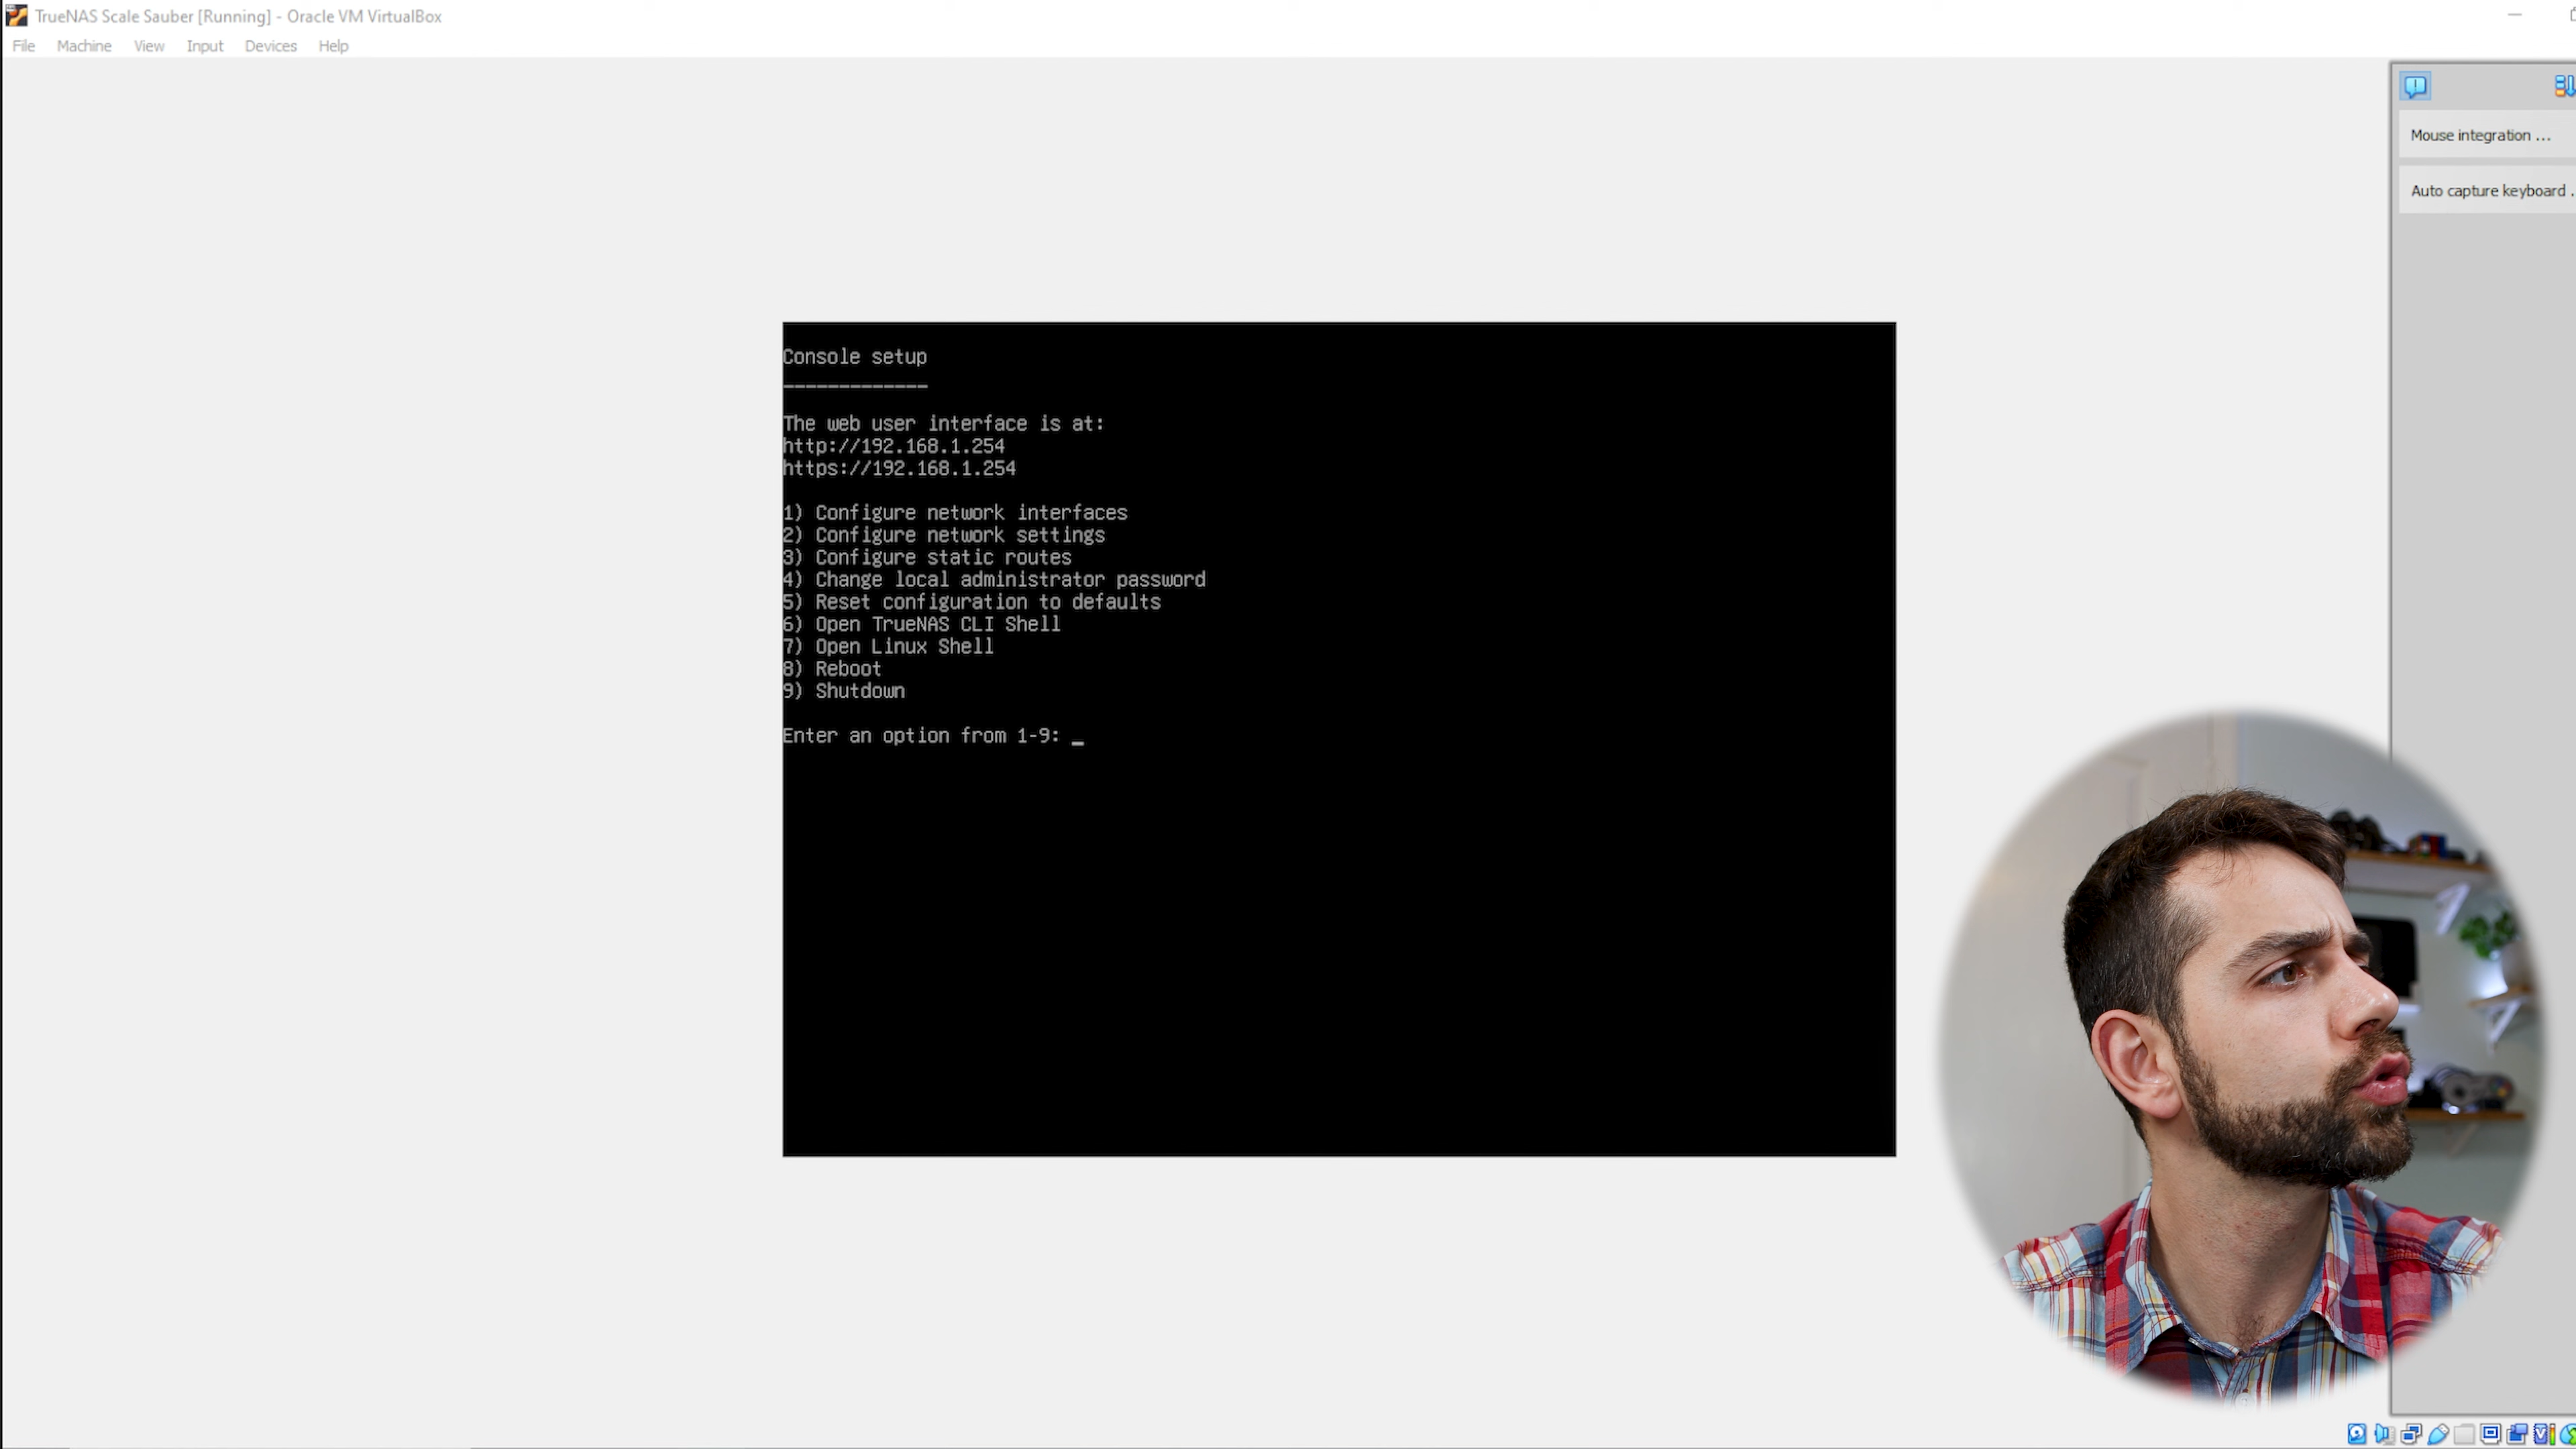 TrueNAS Scale Sauber [Running] - Oracle VM VirtualBox
File Machine View Input Devices Help
Mouse integration ...
Auto capture keyboard .
Console setup
-------------
The web user interface is at:
http://192.168.1.254
https://192.168.1.254
1) Configure network interfaces
2) Configure network settings
3) Configure static routes
4) Change local administrator password
5) Reset configuration to defaults
6) Open TrueNAS CLI Shell
7) Open Linux Shell
8) Reboot
9) Shutdown
Enter an option from 1-9: _